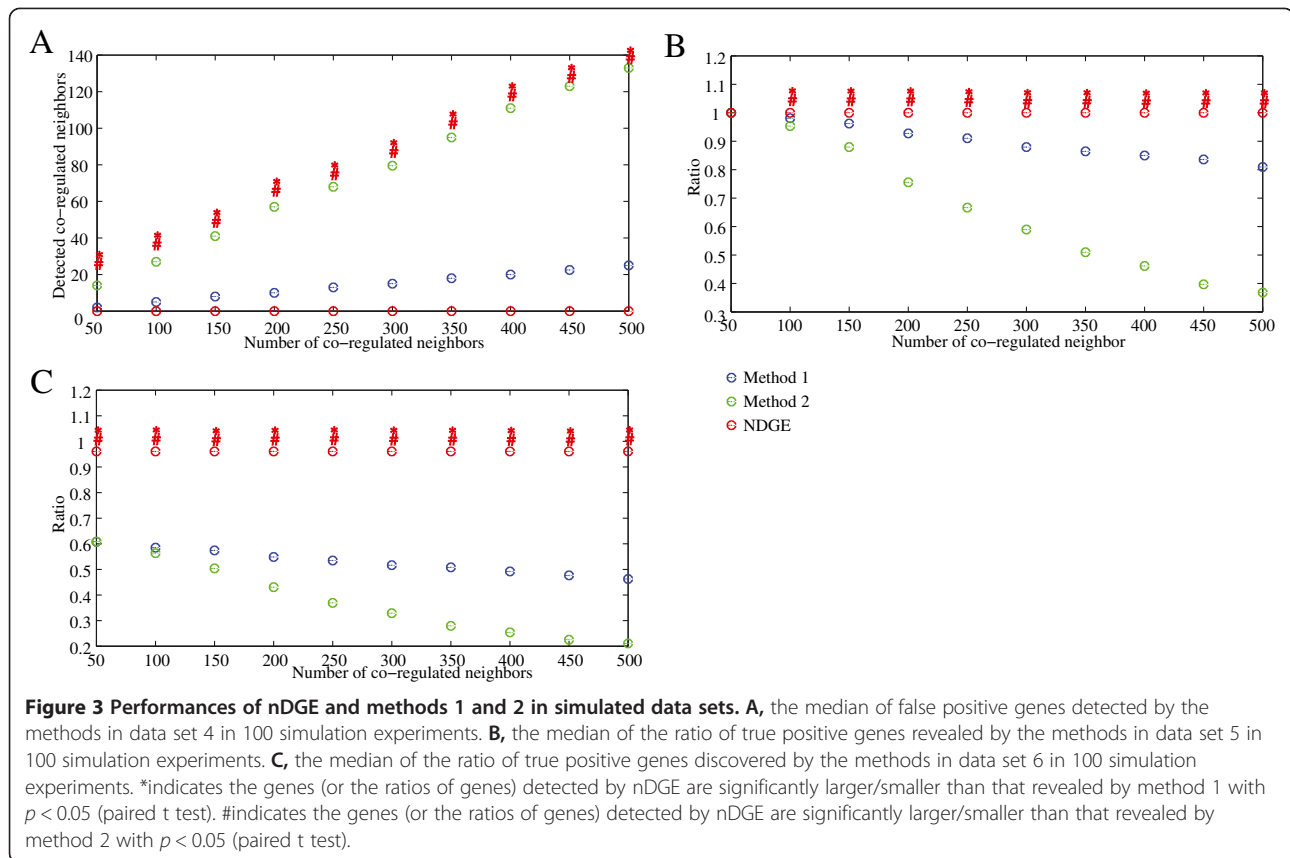 A
140
120
100
80
60
40
20
0
Detected co-regulated neighbors
50 100 150 200 250 300 350 400 450 500
Number of co-regulated neighbors
* * * * * * * * * *
# # # # # # # # # #
B
1.2
1.1
1
0.9
0.8
0.7
0.6
0.5
0.4
0.3
Ratio
50 100 150 200 250 300 350 400 450 500
Number of co-regulated neighbor
* * * * * * * * *
# # # # # # # # #
C
1.2
1.1
1
0.9
0.8
0.7
0.6
0.5
0.4
0.3
0.2
Ratio
50 100 150 200 250 300 350 400 450 500
Number of co-regulated neighbors
* * * * * * * * * *
# # # # # # # # # #
Method 1
Method 2
NDGE
Figure 3 Performances of nDGE and methods 1 and 2 in simulated data sets. A, the median of false positive genes detected by the
methods in data set 4 in 100 simulation experiments. B, the median of the ratio of true positive genes revealed by the methods in data set 5 in
100 simulation experiments. C, the median of the ratio of true positive genes discovered by the methods in data set 6 in 100 simulation
experiments. *indicates the genes (or the ratios of genes) detected by nDGE are significantly larger/smaller than that revealed by method 1 with
p < 0.05 (paired t test). #indicates the genes (or the ratios of genes) detected by nDGE are significantly larger/smaller than that revealed by
method 2 with p < 0.05 (paired t test).